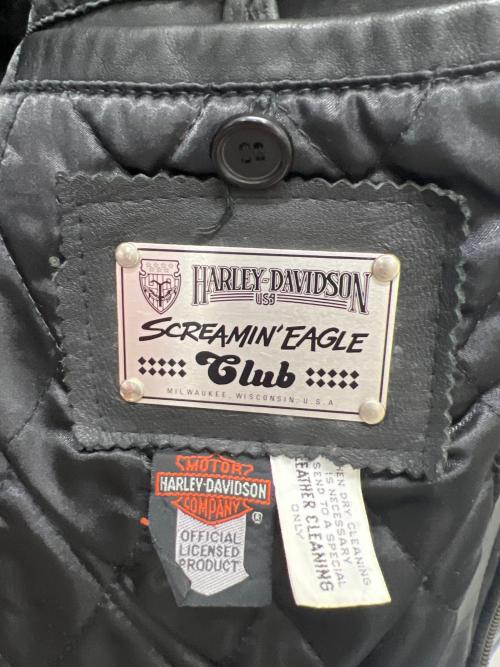 HARLEY-DAVIDSON
USA
SCREAMIN' EAGLE
Club
MILWAUKEE, WISCONSIN, U.S.A.
MOTOR
HARLEY-DAVIDSON
COMPANY
®
OFFICIAL
LICENSED
PRODUCT
WHEN DRY CLEANING
IS NECESSARY
SEND TO A SPECIAL
LEATHER CLEANING
ONLY